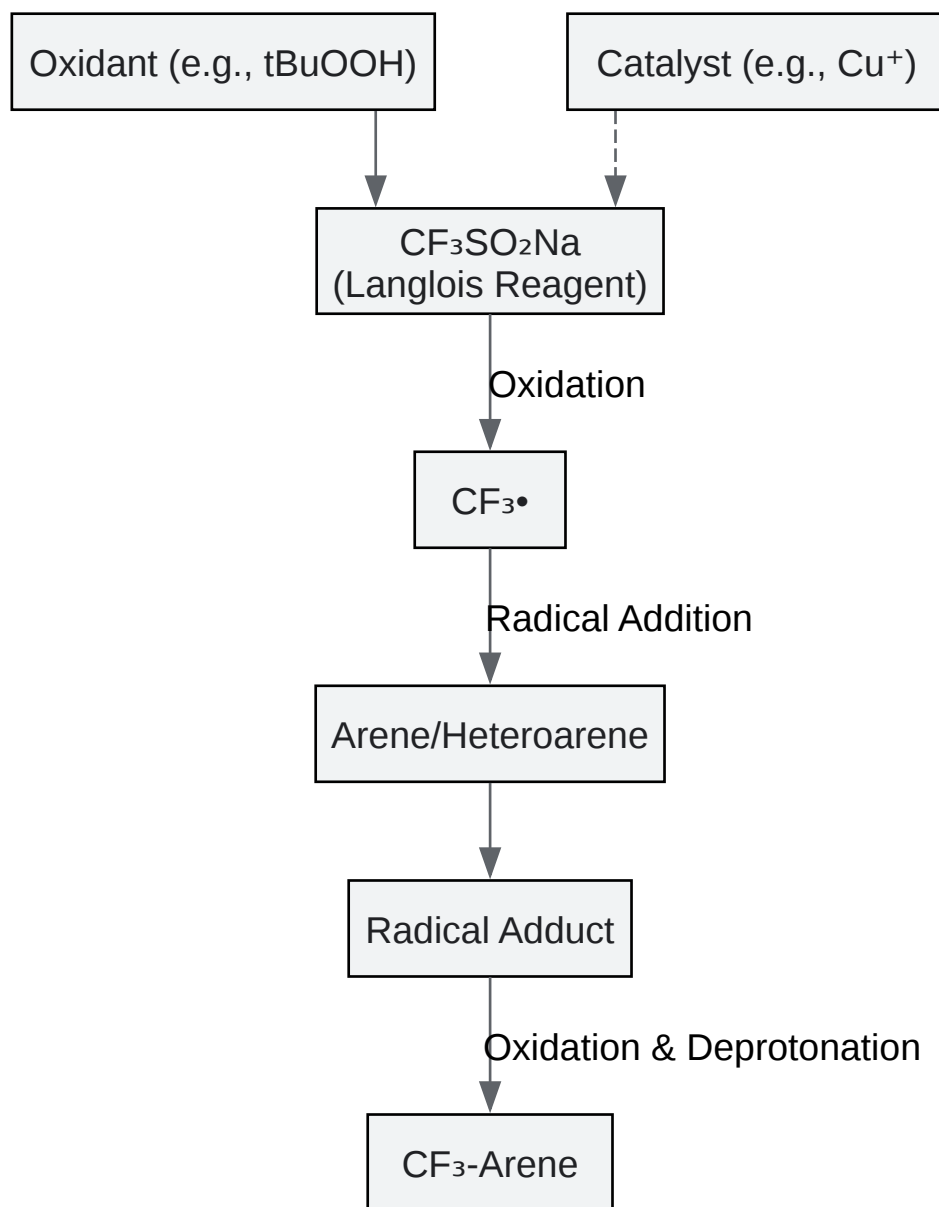 Oxidant (e.g., tBuOOH)
Catalyst (e.g., Cu⁺)
CF₃SO₂Na
(Langlois Reagent)
Oxidation
CF₃•
Radical Addition
Arene/Heteroarene
Radical Adduct
Oxidation & Deprotonation
CF₃-Arene